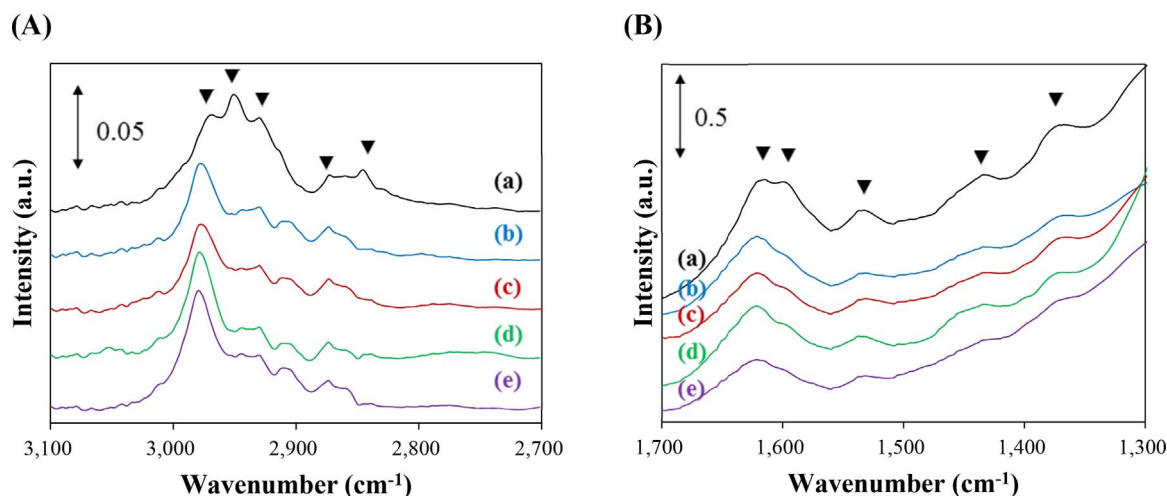 (A)
Intensity (a.u.)
0.05
(a)
(b)
(c)
(d)
(e)
3,100 3,000 2,900 2,800 2,700
Wavenumber (cm⁻¹)
(B)
Intensity (a.u.)
0.5
(a)
(b)
(c)
(d)
(e)
1,700 1,600 1,500 1,400 1,300
Wavenumber (cm⁻¹)